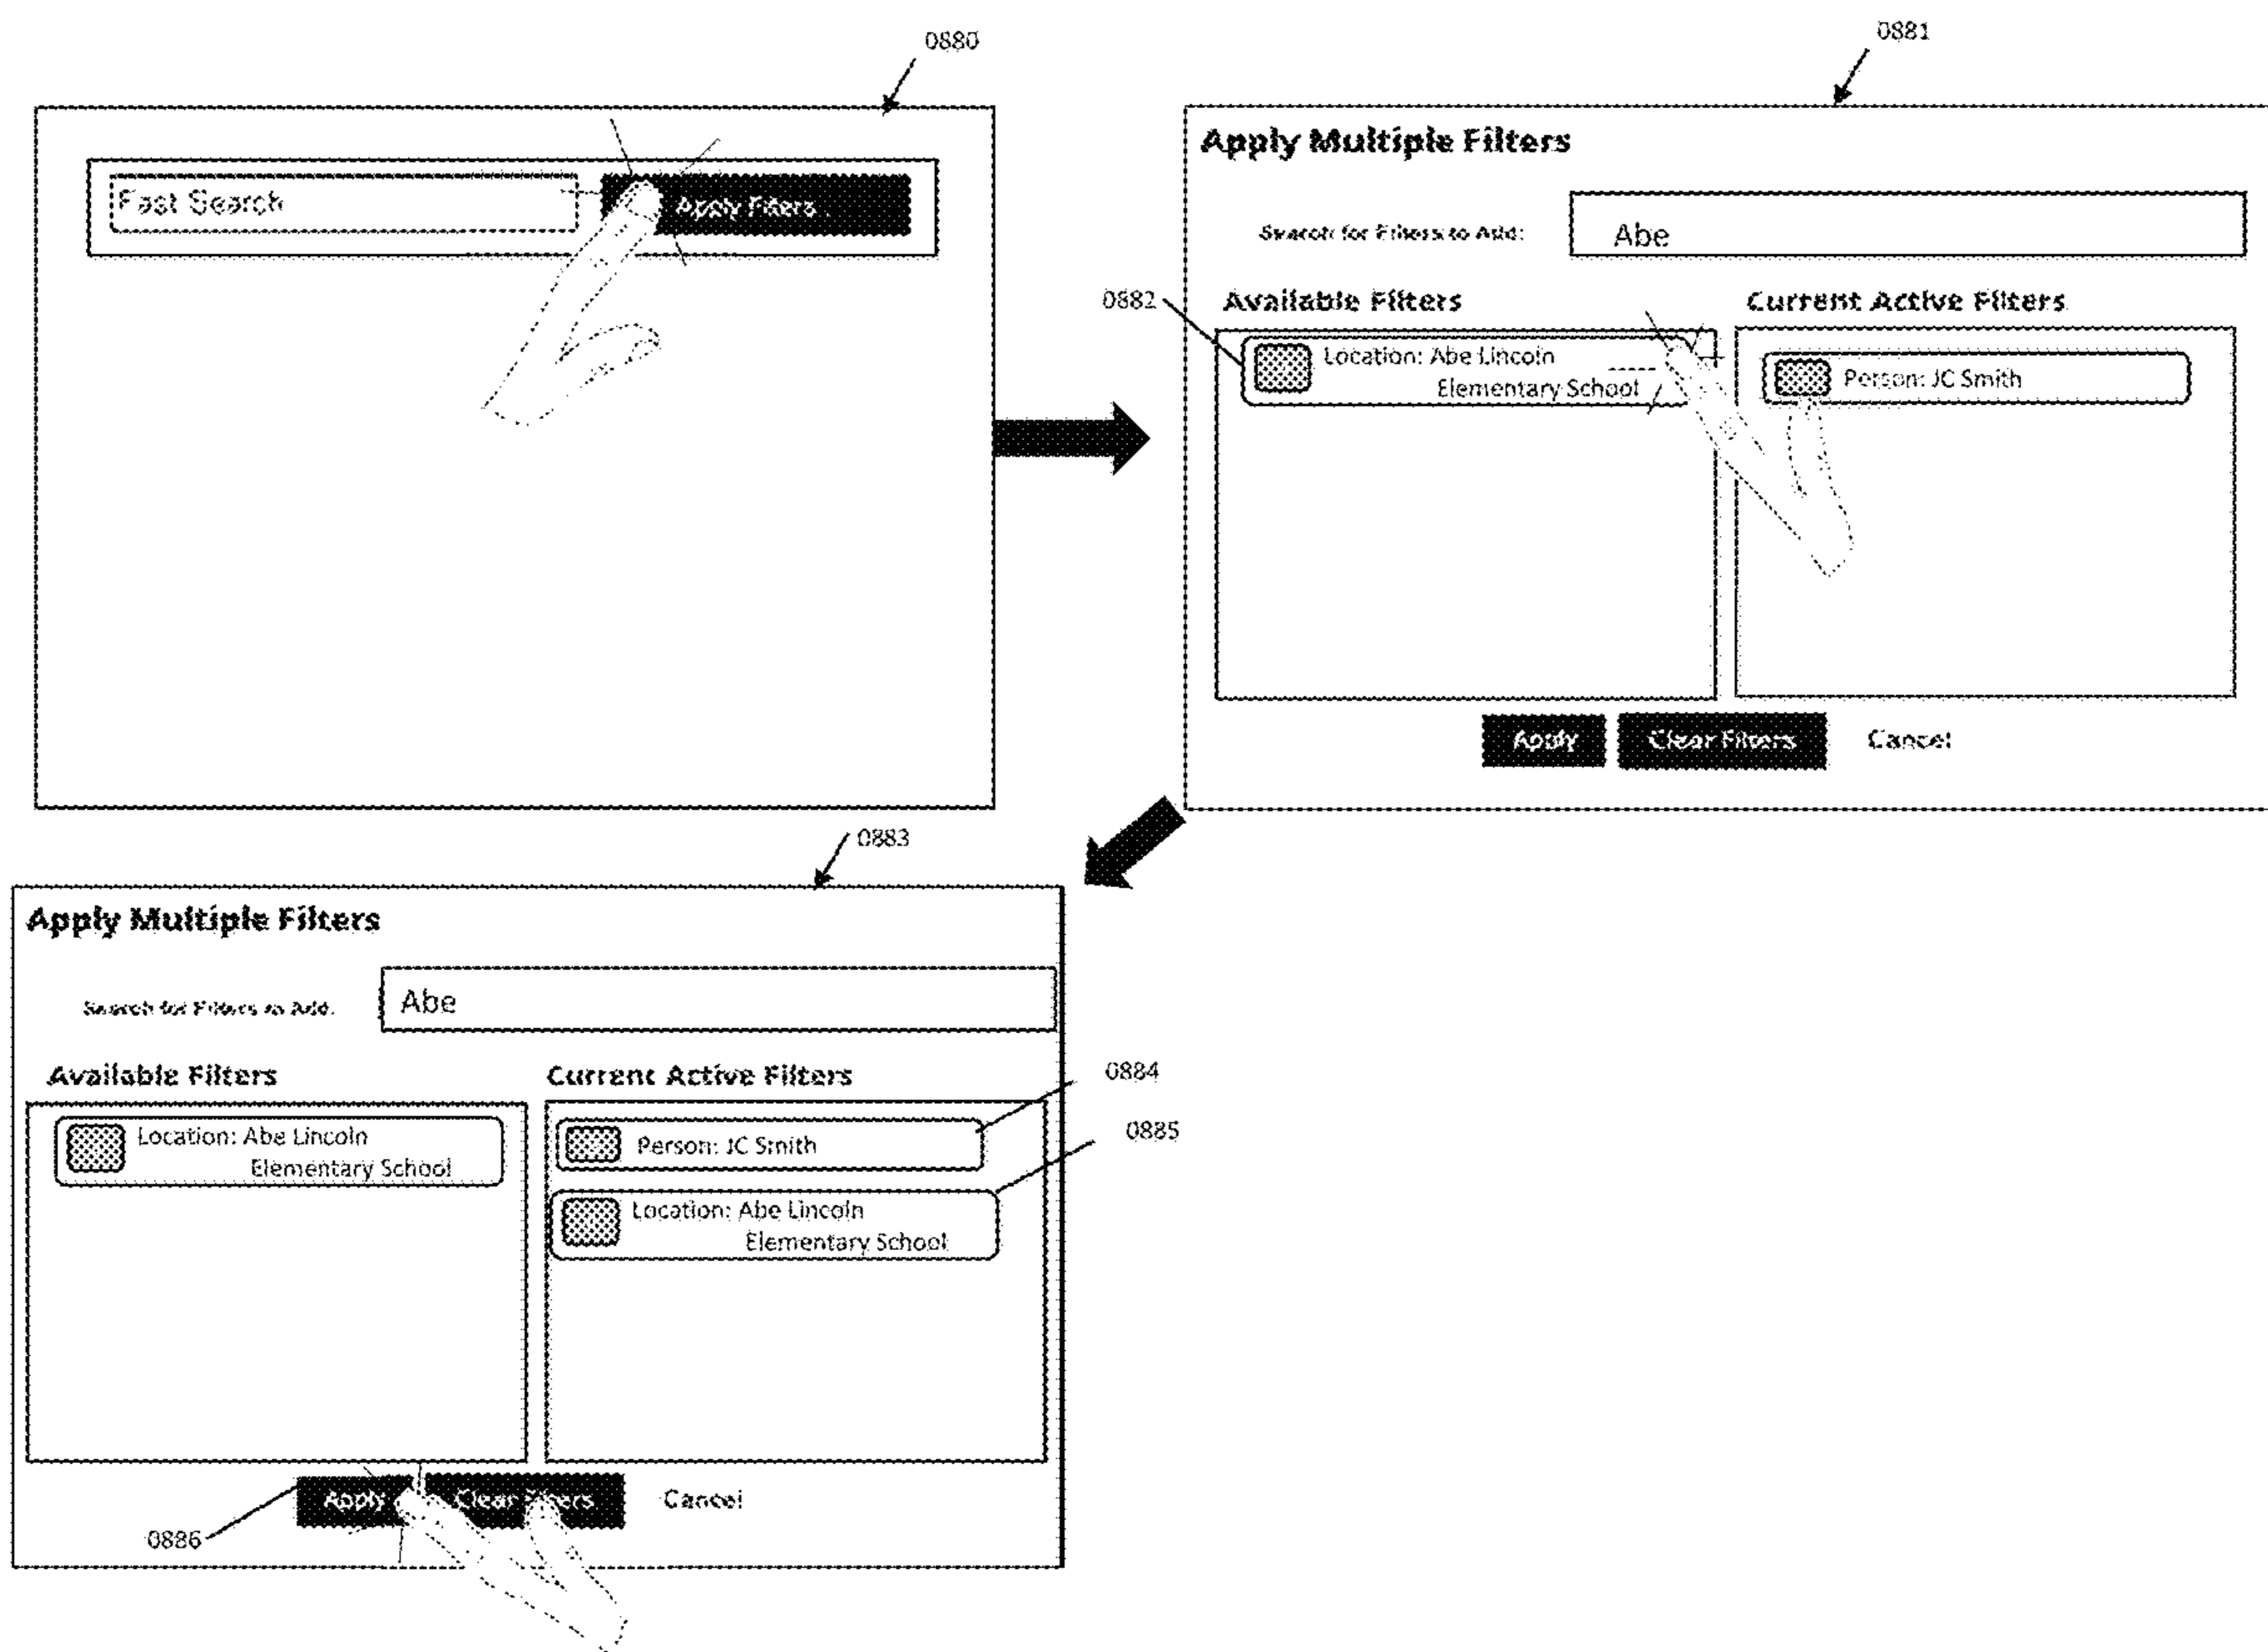 0880
Fast Search
Apply Filters
0881
Apply Multiple Filters
Search for Filters to Add:
Abe
0882
Available Filters
Current Active Filters
Location: Abe Lincoln
Elementary School
Person: JC Smith
Apply
Clear Filters
Cancel
0883
Apply Multiple Filters
Search for Filters to Add:
Abe
Available Filters
Current Active Filters
0884
Location: Abe Lincoln
Elementary School
Person: JC Smith
0885
Location: Abe Lincoln
Elementary School
Apply
Clear Filters
Cancel
0886